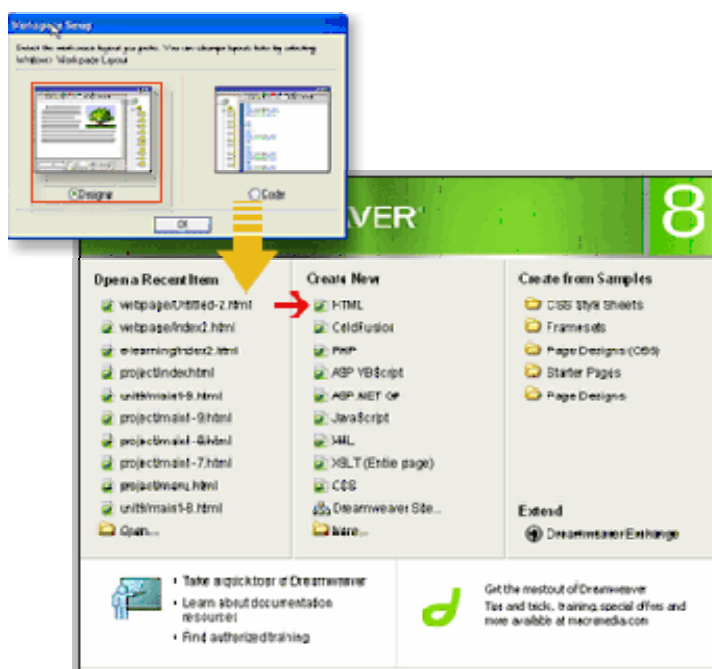 Workspace Setup
Select the workspace layout you prefer. You can change layouts later by selecting
Window > Workspace Layout
Designer
Code
OK
VER
8
Open a Recent Item
webpage/Untitled-2.html
webpage/index2.html
e-learning/index2.html
project/index.html
unit9/main1-9.html
project/main1-9.html
project/main1-8.html
project/main1-7.html
project/menu.html
unit9/main1-8.html
Open...
Create New
HTML
ColdFusion
PHP
ASP VBScript
ASP.NET C#
JavaScript
XML
XSLT (Entire page)
CSS
Dreamweaver Site...
More...
Create from Samples
CSS Style Sheets
Framesets
Page Designs (CSS)
Starter Pages
Page Designs
Extend
Dreamweaver Exchange
• Take a quick tour of Dreamweaver
• Learn about documentation
resources
• Find authorized training
Get the most out of Dreamweaver
Tips and tricks, training, special offers and
more available at macromedia.com